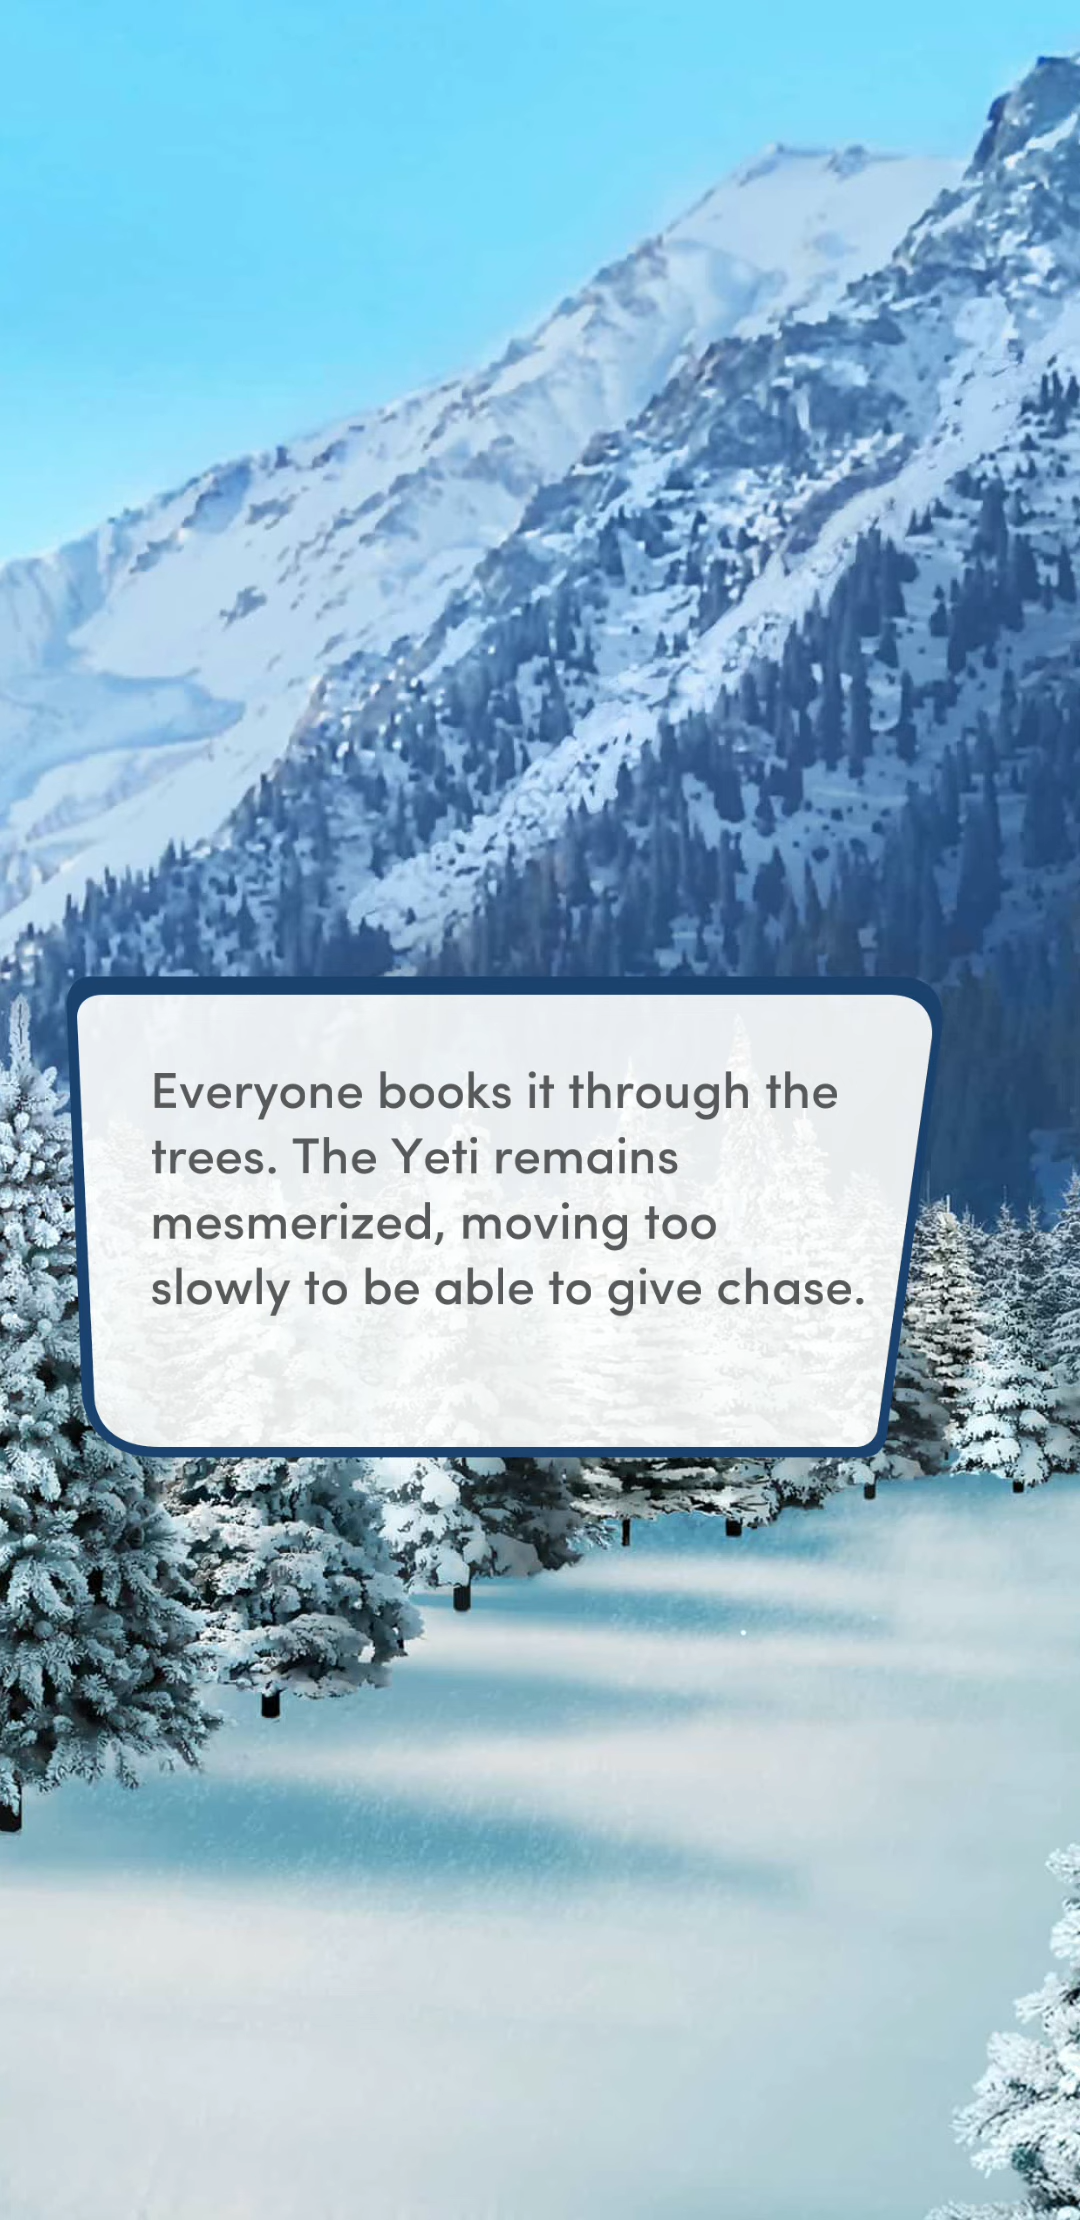 Everyone books it through the
trees. The Yeti remains
mesmerized, moving too
slowly to be able to give chase.